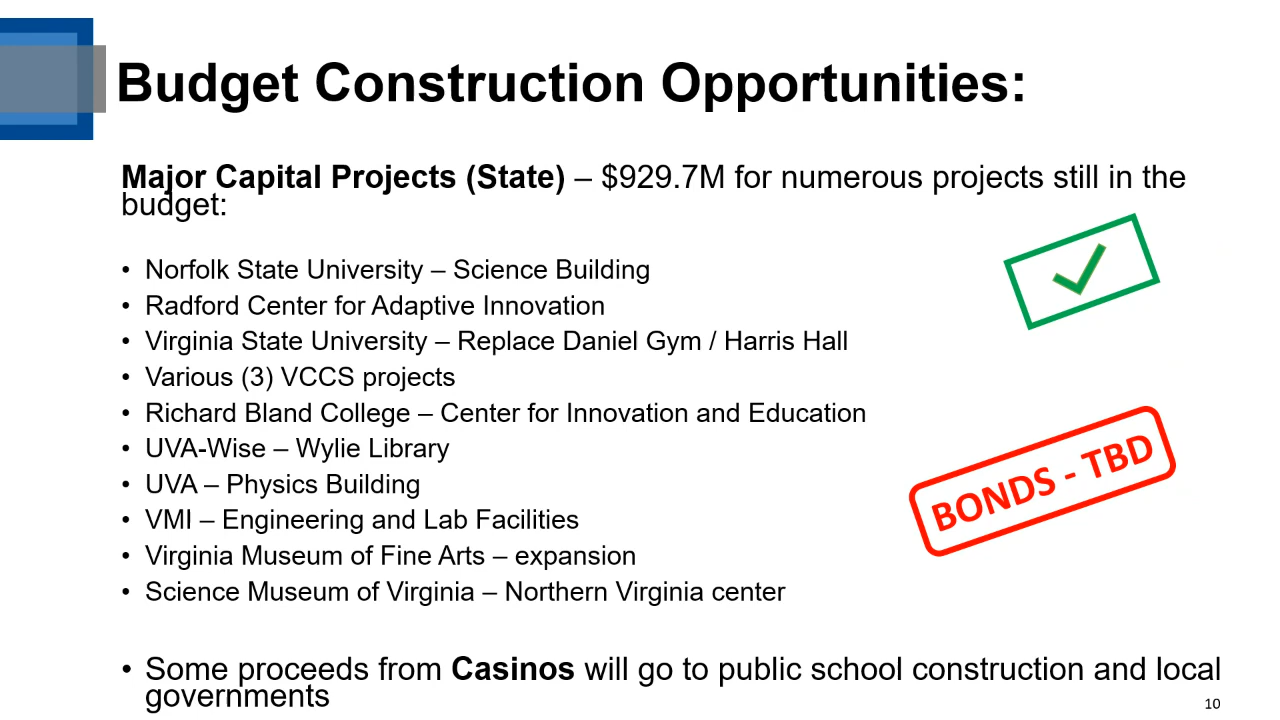 Budget Construction Opportunities:
Major Capital Projects (State) – $929.7M for numerous projects still in the
budget:
• Norfolk State University – Science Building
• Radford Center for Adaptive Innovation
• Virginia State University – Replace Daniel Gym / Harris Hall
• Various (3) VCCS projects
• Richard Bland College – Center for Innovation and Education
• UVA-Wise – Wylie Library
• UVA – Physics Building
• VMI – Engineering and Lab Facilities
• Virginia Museum of Fine Arts – expansion
• Science Museum of Virginia – Northern Virginia center
BONDS - TBD
• Some proceeds from Casinos will go to public school construction and local
governments
10